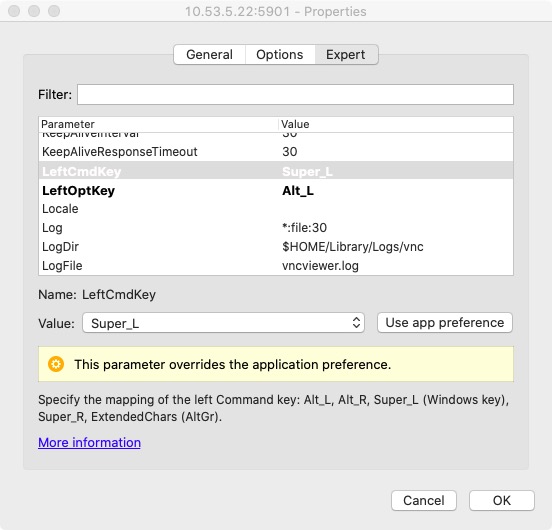 10.53.5.22:5901 - Properties
General Options Expert
Filter:
Parameter Value
KeepAliveInterval 30
KeepAliveResponseTimeout 30
LeftCmdKey Super_L
LeftOptKey Alt_L
Locale
Log *:file:30
LogDir $HOME/Library/Logs/vnc
LogFile vncviewer.log
Name: LeftCmdKey
Value: Super_L Use app preference
This parameter overrides the application preference.
Specify the mapping of the left Command key: Alt_L, Alt_R, Super_L (Windows key),
Super_R, ExtendedChars (AltGr).
More information
Cancel OK